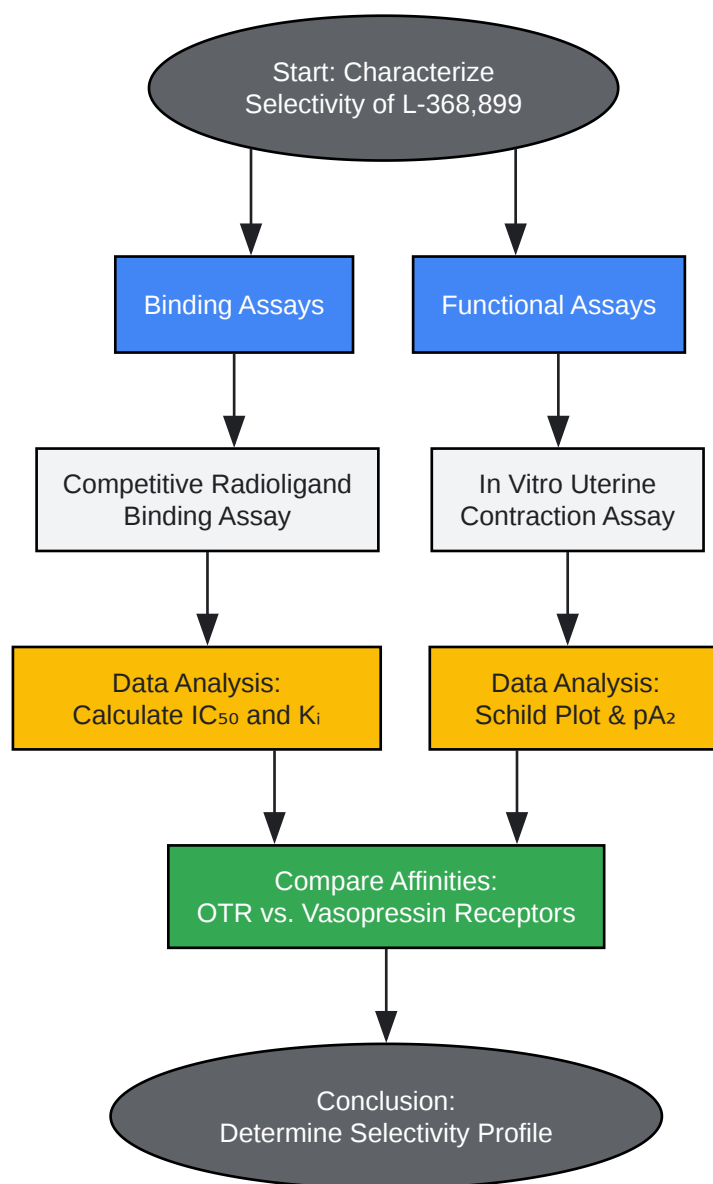 Start: Characterize
Selectivity of L-368,899
Binding Assays
Functional Assays
Competitive Radioligand
Binding Assay
In Vitro Uterine
Contraction Assay
Data Analysis:
Calculate IC₅₀ and Kᵢ
Data Analysis:
Schild Plot & pA₂
Compare Affinities:
OTR vs. Vasopressin Receptors
Conclusion:
Determine Selectivity Profile